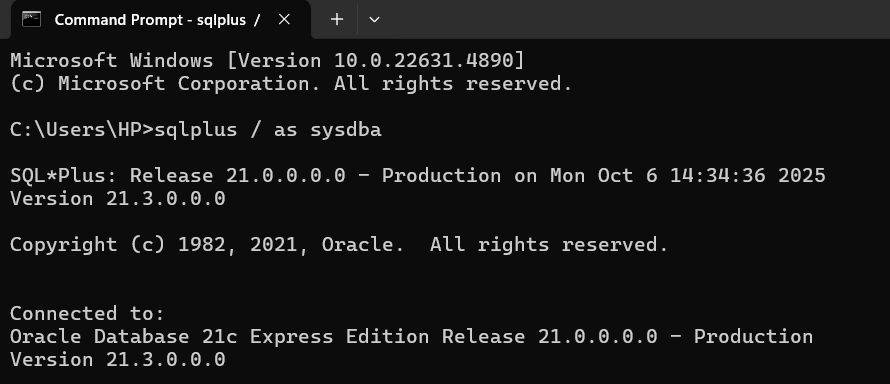 Command Prompt - sqlplus /
Microsoft Windows [Version 10.0.22631.4890]
(c) Microsoft Corporation. All rights reserved.
C:\Users\HP>sqlplus / as sysdba
SQL*Plus: Release 21.0.0.0.0 - Production on Mon Oct 6 14:34:36 2025
Version 21.3.0.0.0
Copyright (c) 1982, 2021, Oracle.  All rights reserved.
Connected to:
Oracle Database 21c Express Edition Release 21.0.0.0.0 - Production
Version 21.3.0.0.0